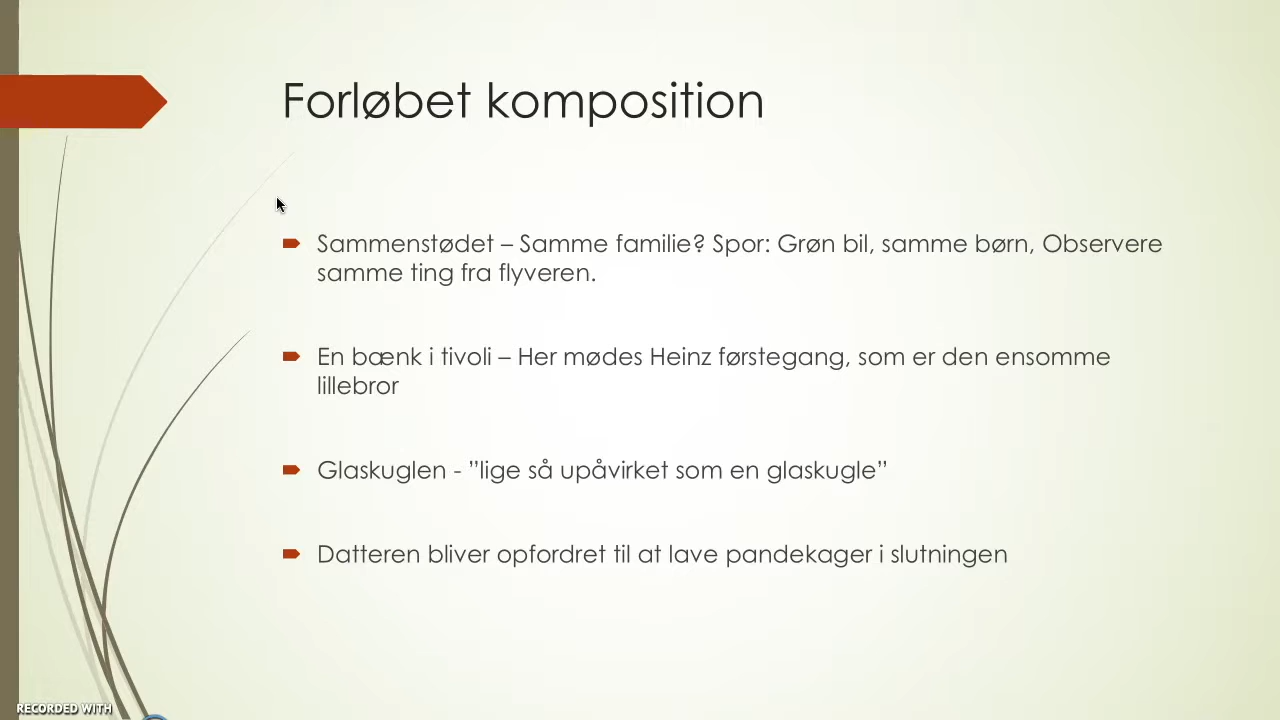 Forløbet komposition
Sammenstødet – Samme familie? Spor: Grøn bil, samme børn, Observere
samme ting fra flyveren.
En bænk i tivoli – Her mødes Heinz førstegang, som er den ensomme
lillebror
Glaskuglen - ”lige så upåvirket som en glaskugle”
Datteren bliver opfordret til at lave pandekager i slutningen
RECORDED WITH